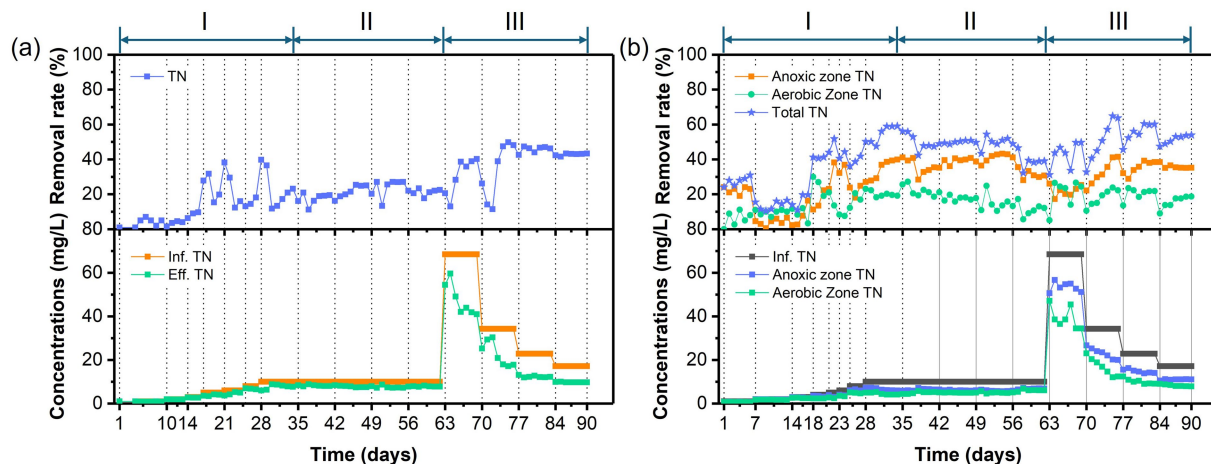 (a)
I II III
Removal rate (%)
100
80
60
40
20
80
TN
Concentrations (mg/L)
60
40
20
0
Inf. TN
Eff. TN
1 10 14 21 28 35 42 49 56 63 70 77 84 90
Time (days)
(b)
I II III
Removal rate (%)
100
80
60
40
20
80
Anoxic zone TN
Aerobic Zone TN
Total TN
Concentrations (mg/L)
60
40
20
0
Inf. TN
Anoxic zone TN
Aerobic Zone TN
1 7 14 18 23 28 35 42 49 56 63 70 77 84 90
Time (days)